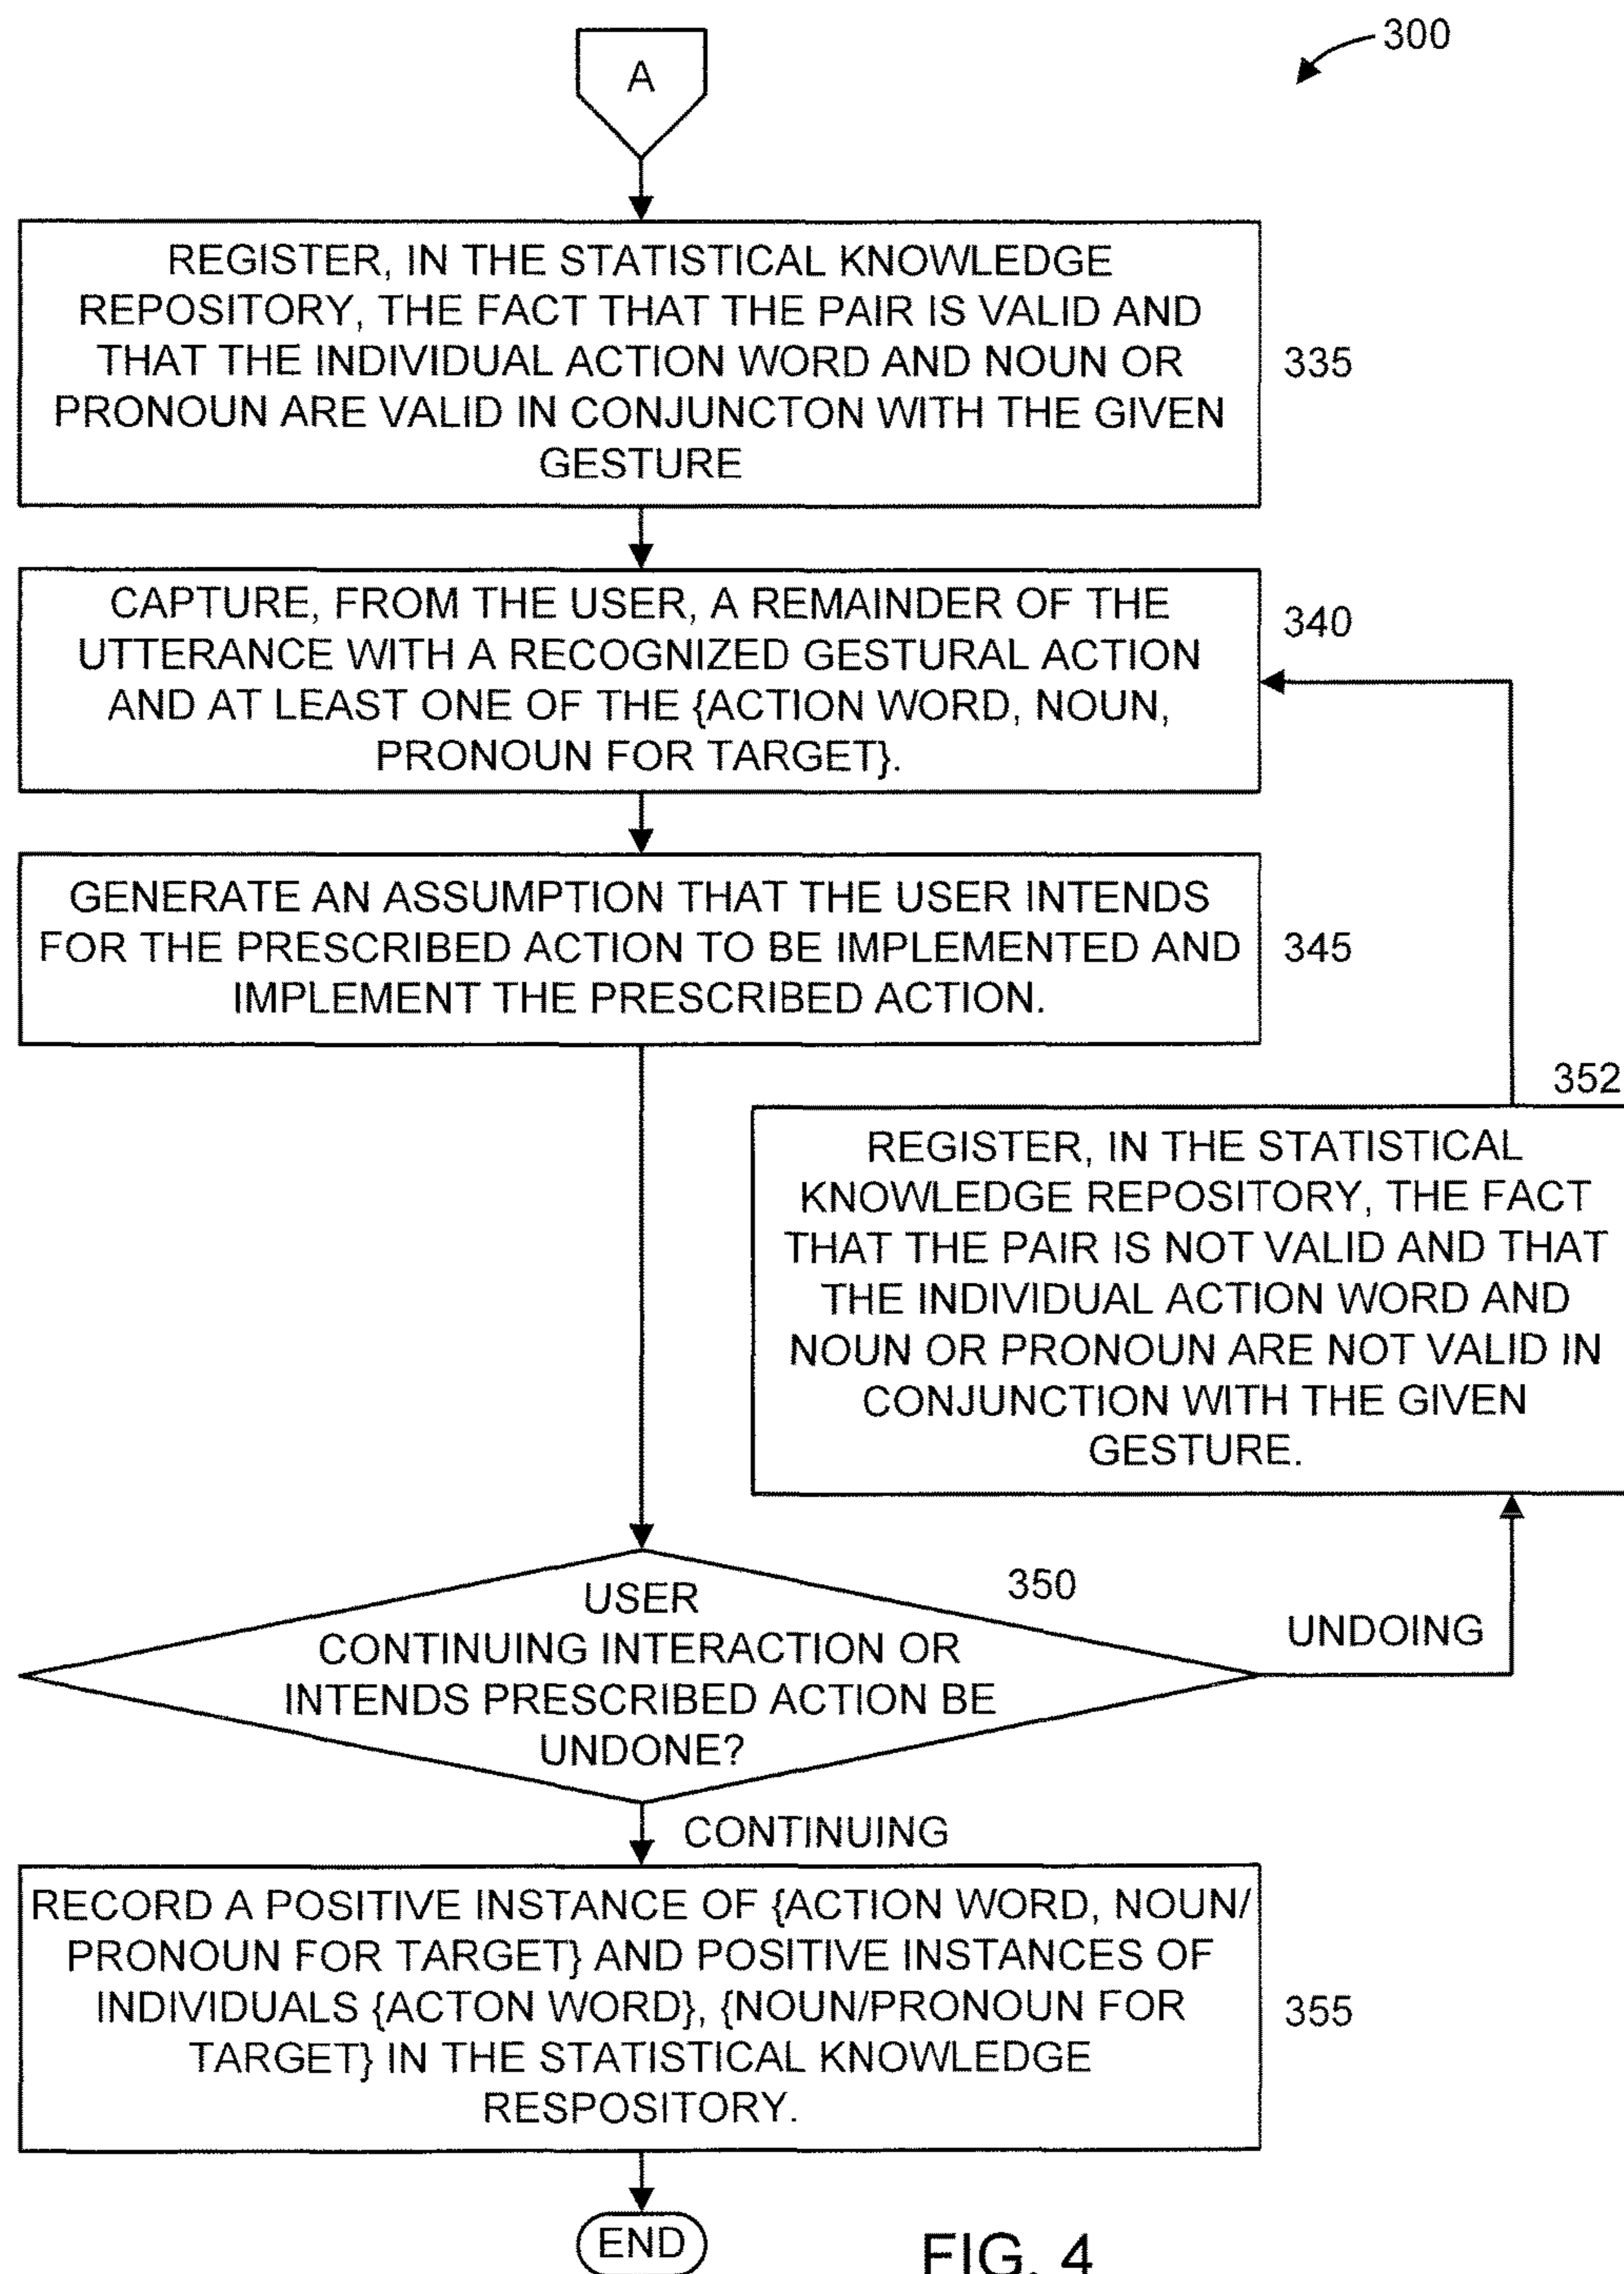 300
A
REGISTER, IN THE STATISTICAL KNOWLEDGE
REPOSITORY, THE FACT THAT THE PAIR IS VALID AND
THAT THE INDIVIDUAL ACTION WORD AND NOUN OR
PRONOUN ARE VALID IN CONJUNCTON WITH THE GIVEN
GESTURE
335
CAPTURE, FROM THE USER, A REMAINDER OF THE
UTTERANCE WITH A RECOGNIZED GESTURAL ACTION
AND AT LEAST ONE OF THE {ACTION WORD, NOUN,
PRONOUN FOR TARGET}.
340
GENERATE AN ASSUMPTION THAT THE USER INTENDS
FOR THE PRESCRIBED ACTION TO BE IMPLEMENTED AND
IMPLEMENT THE PRESCRIBED ACTION.
345
352
REGISTER, IN THE STATISTICAL
KNOWLEDGE REPOSITORY, THE FACT
THAT THE PAIR IS NOT VALID AND THAT
THE INDIVIDUAL ACTION WORD AND
NOUN OR PRONOUN ARE NOT VALID IN
CONJUNCTION WITH THE GIVEN
GESTURE.
350
USER
CONTINUING INTERACTION OR
INTENDS PRESCRIBED ACTION BE
UNDONE?
UNDOING
CONTINUING
RECORD A POSITIVE INSTANCE OF {ACTION WORD, NOUN/
PRONOUN FOR TARGET} AND POSITIVE INSTANCES OF
INDIVIDUALS {ACTON WORD}, {NOUN/PRONOUN FOR
TARGET} IN THE STATISTICAL KNOWLEDGE
RESPOSITORY.
355
END
FIG. 4